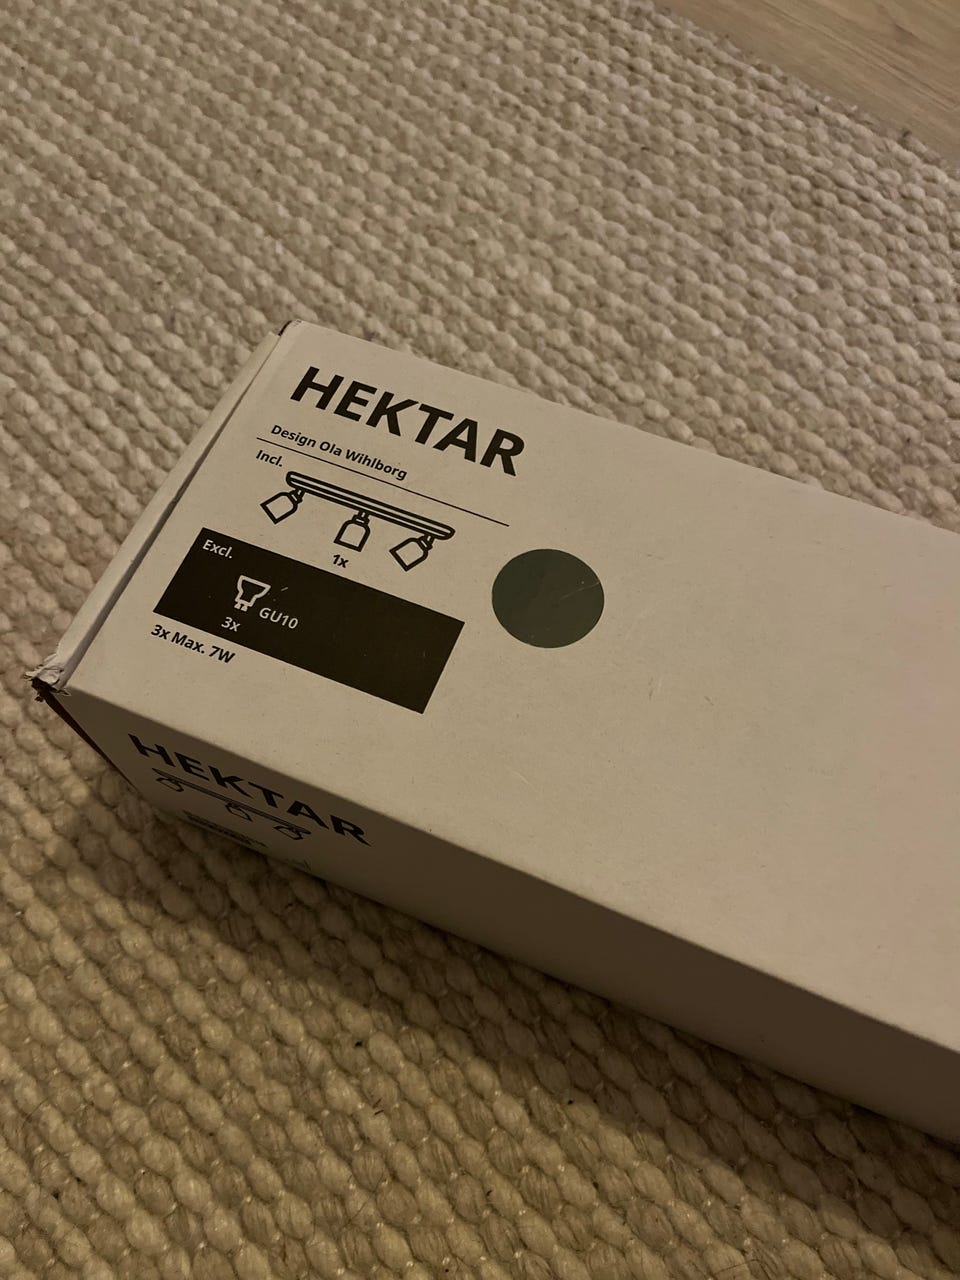 HEKTAR
Design Ola Wihlborg
Incl.
1x
Excl.
GU10
3x
3x Max. 7W
HEKTAR